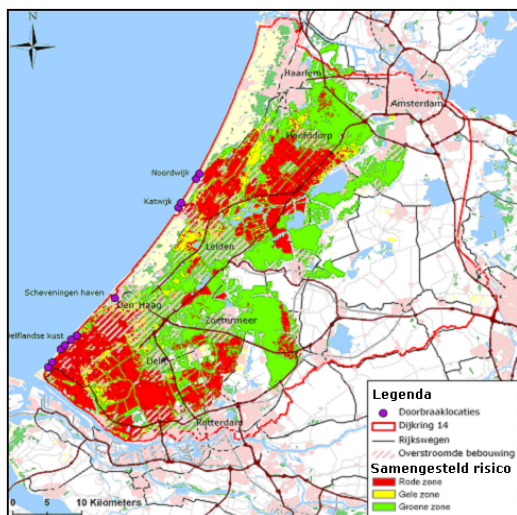 N
Haarlem
Amsterdam
Hoofddorp
Noordwijk
Katwijk
Leiden
Scheveningen haven
Den Haag
Zoetermeer
Delflandse kust
Delft
Rotterdam
Legenda
Doorbraaklocaties
Dijkring 14
Rijkswegen
Overstroomde bebouwing
Samengesteld risico
Rode zone
Gele zone
Groene zone
0 5 10 Kilometers